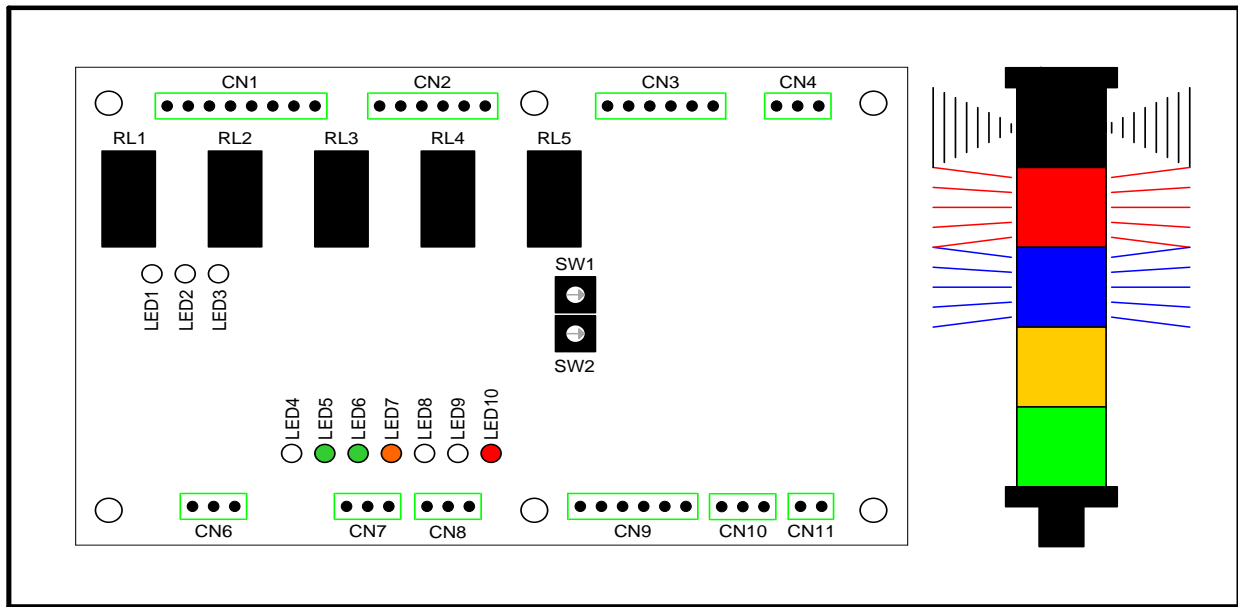 CN1 CN2 CN3 CN4
RL1 RL2 RL3 RL4 RL5
SW1
LED1 LED2 LED3
SW2
LED4 LED5 LED6 LED7 LED8 LED9 LED10
CN6 CN7 CN8 CN9 CN10 CN11